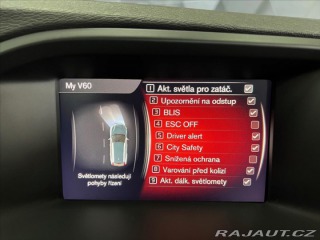 My V60
1 Akt. světla pro zatáč.
2 Upozornění na odstup
3 BLIS
4 ESC OFF
5 Driver alert
6 City Safety
7 Snížená ochrana
8 Varování před kolizí
9 Akt. dálk. světlomety
Světlomety následují
pohyby řízení
RAJAUT.CZ